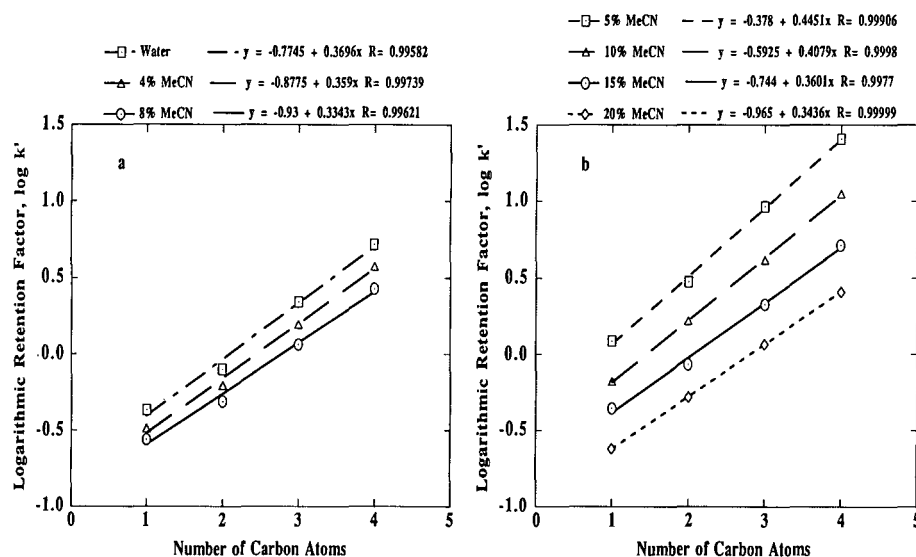 - Water y = -0.7745 + 0.3696x R= 0.99582
4% MeCN y = -0.8775 + 0.359x R= 0.99739
8% MeCN y = -0.93 + 0.3343x R= 0.99621
1.5
1.0
0.5
0.0
-0.5
-1.0
a
Logarithmic Retention Factor, log k'
0 1 2 3 4 5
Number of Carbon Atoms
5% MeCN y = -0.378 + 0.4451x R= 0.99906
10% MeCN y = -0.5925 + 0.4079x R= 0.9998
15% MeCN y = -0.744 + 0.3601x R= 0.9977
20% MeCN y = -0.965 + 0.3436x R= 0.99999
1.5
1.0
0.5
0.0
-0.5
-1.0
b
Logarithmic Retention Factor, log k'
0 1 2 3 4 5
Number of Carbon Atoms